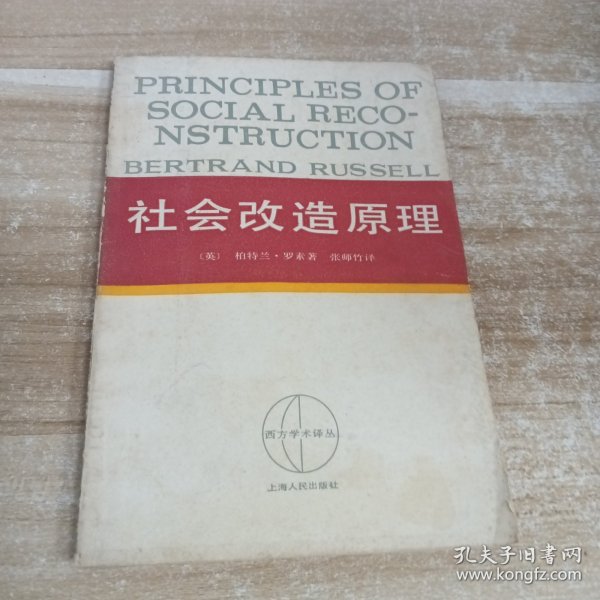 PRINCIPLES OF
SOCIAL RECO-
NSTRUCTION
BERTRAND RUSSELL
社会改造原理
〔英〕 柏特兰·罗素著 张师竹译
西方学术译丛
上海人民出版社
孔夫子旧书网
www.kongfz.com